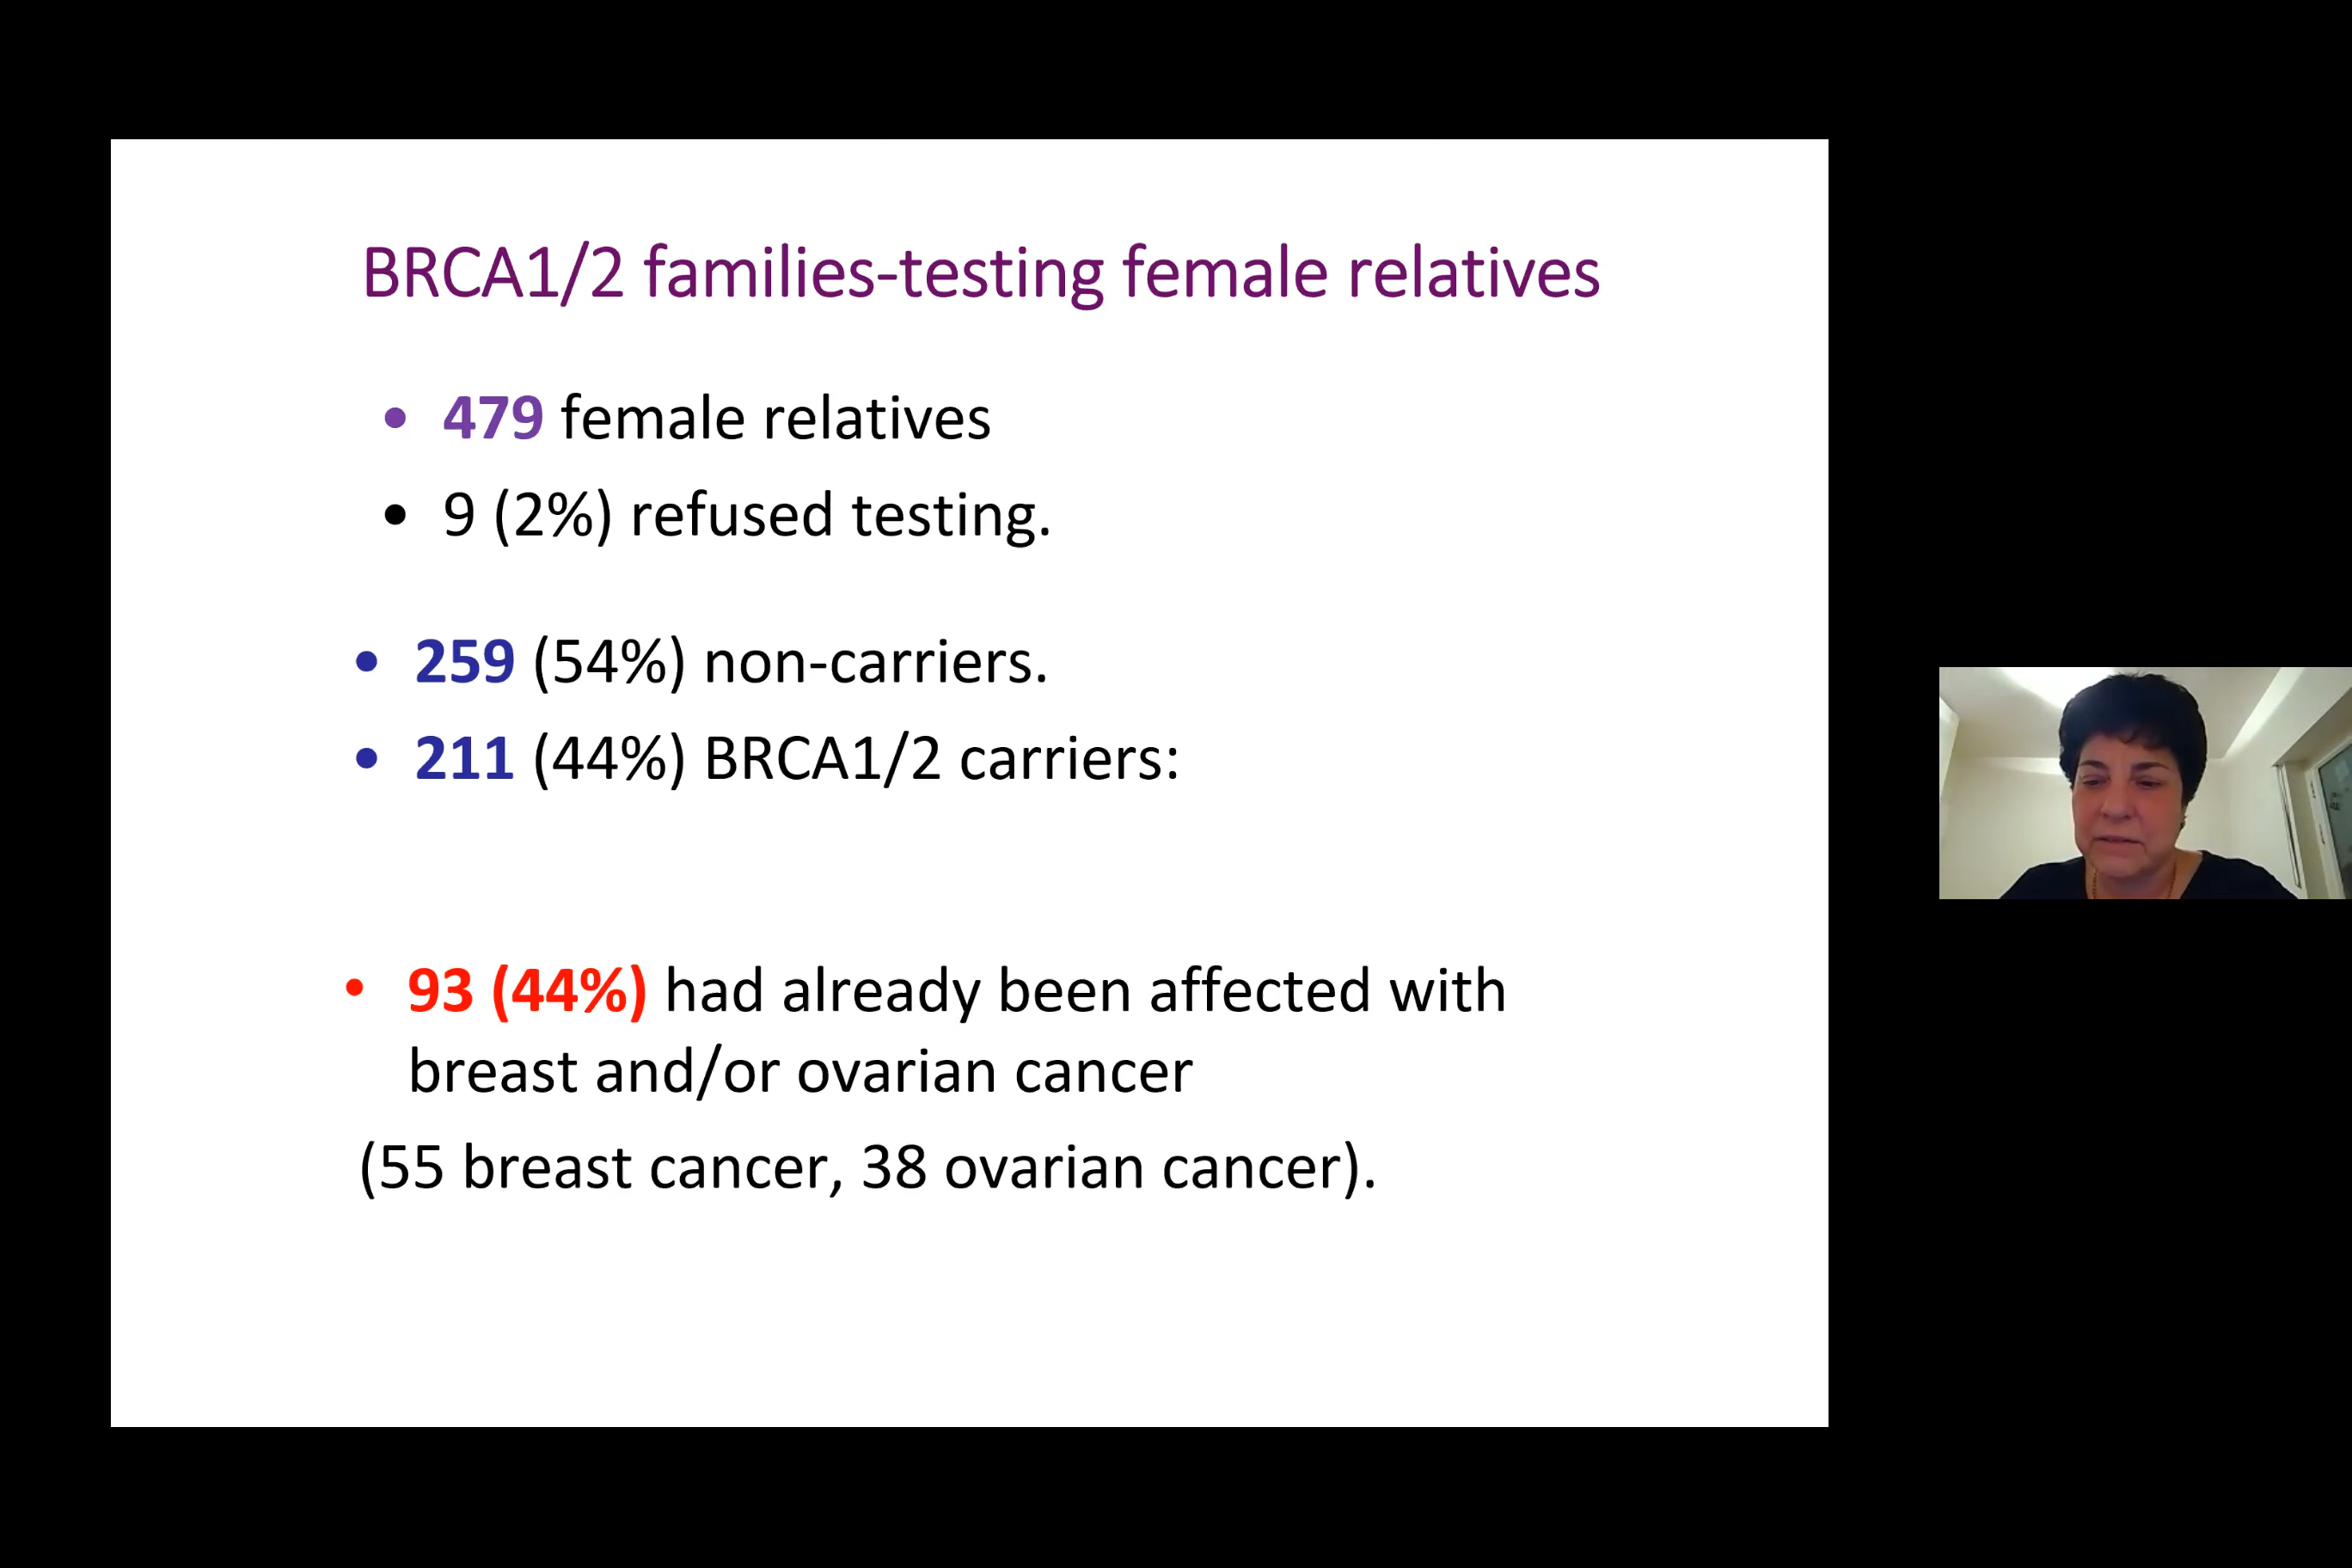 BRCA1/2 families-testing female relatives
• 479 female relatives
• 9 (2%) refused testing.
• 259 (54%) non-carriers.
• 211 (44%) BRCA1/2 carriers:
• 93 (44%) had already been affected with
breast and/or ovarian cancer
(55 breast cancer, 38 ovarian cancer).